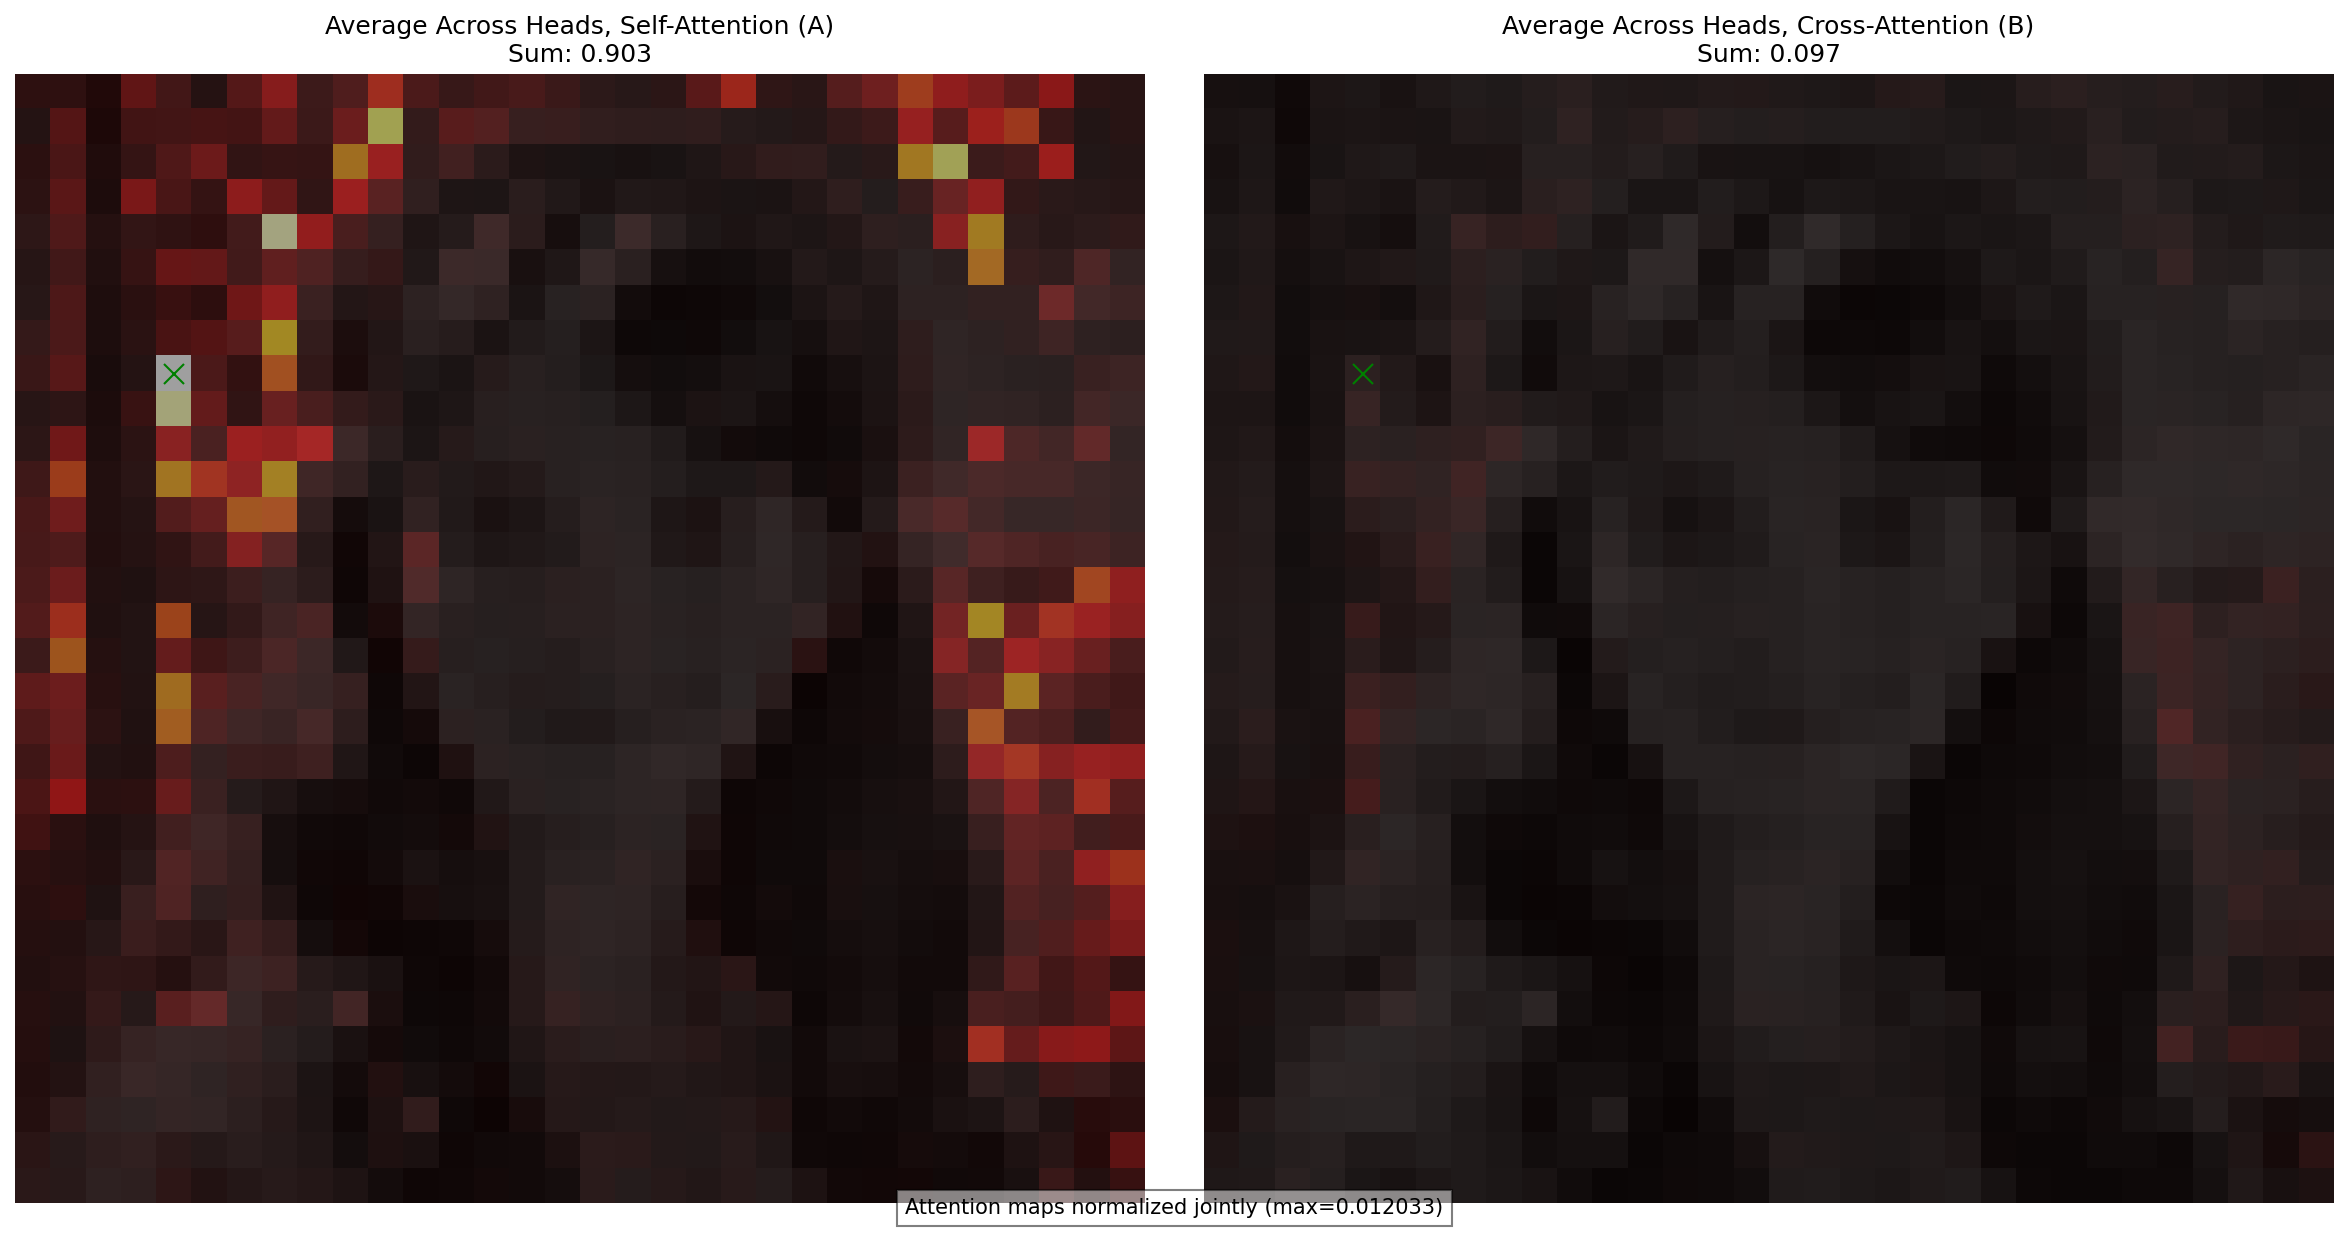 Average Across Heads, Self-Attention (A)
Sum: 0.903
Average Across Heads, Cross-Attention (B)
Sum: 0.097
Attention maps normalized jointly (max=0.012033)